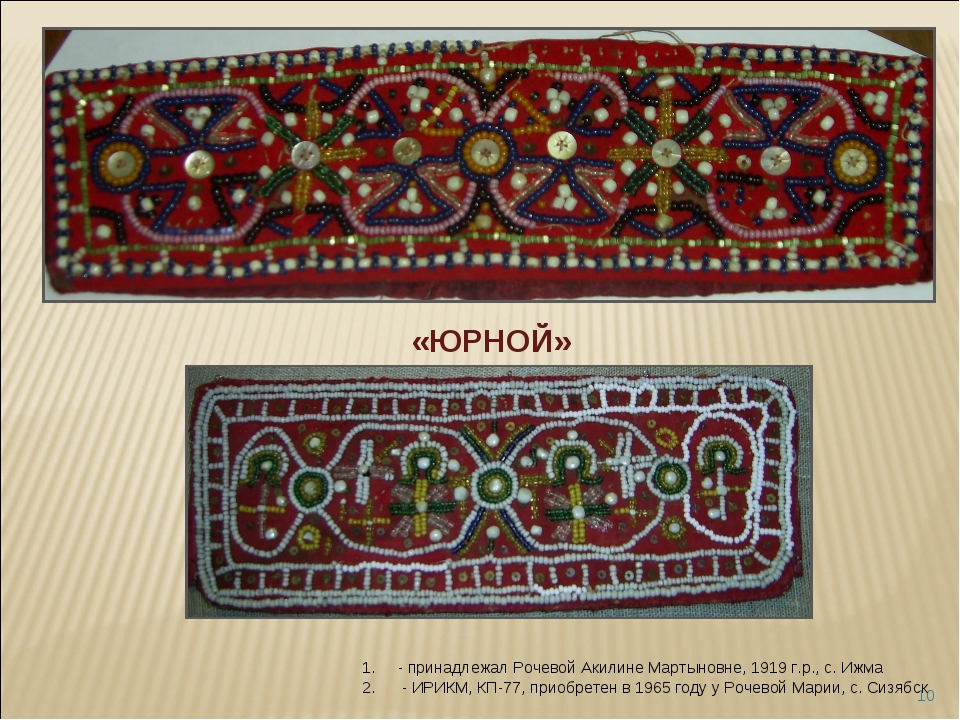 «ЮРНОЙ»
1. - принадлежал Рочевой Акилине Мартыновне, 1919 г.р., с. Ижма
2. - ИРИКМ, КП-77, приобретен в 1965 году у Рочевой Марии, с. Сизябск
10